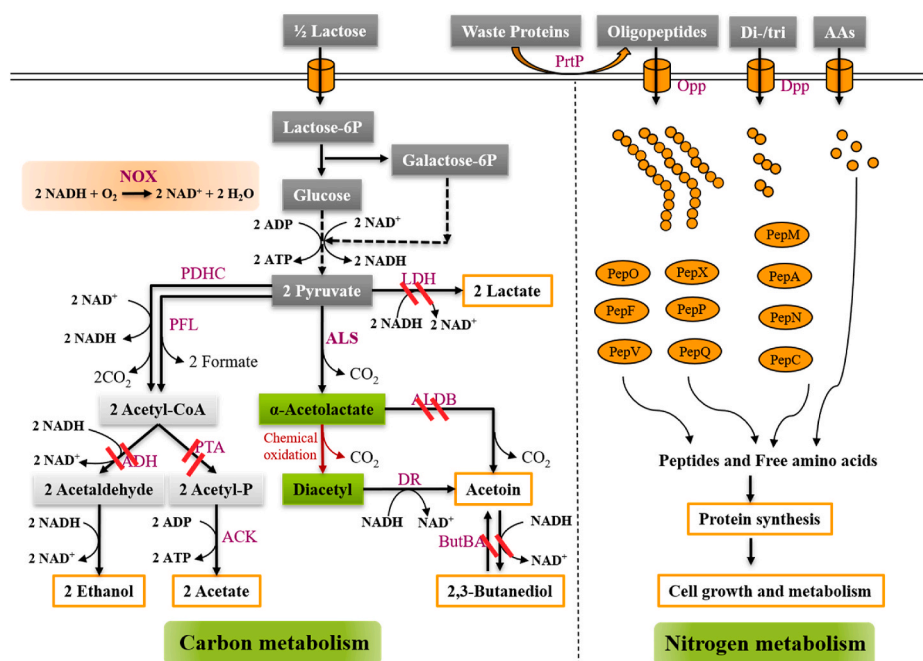 ½ Lactose
Waste Proteins
Oligopeptides
Di-/tri
AAs
PrtP
Opp
Dpp
Lactose-6P
Galactose-6P
NOX
2 NADH + O₂ → 2 NAD⁺ + 2 H₂O
Glucose
2 ADP
2 NAD⁺
2 ATP
2 NADH
PDHC
2 Pyruvate
LDH
2 Lactate
2 NAD⁺
2 NADH
PFL
2 NADH
2 NAD⁺
ALS
2 Formate
2CO₂
CO₂
2 Acetyl-CoA
α-Acetolactate
ALDB
2 NADH
ADH
2 NAD⁺
PTA
Chemical
oxidation
CO₂
CO₂
2 Acetaldehyde
2 Acetyl-P
Diacetyl
DR
Acetoin
NADH
NAD⁺
2 NADH
2 NAD⁺
2 ADP
2 ATP
ACK
ButBA
NADH
NAD⁺
2 Ethanol
2 Acetate
2,3-Butanediol
Carbon metabolism
PepM
PepO
PepX
PepA
PepF
PepP
PepN
PepV
PepQ
PepC
Peptides and Free amino acids
Protein synthesis
Cell growth and metabolism
Nitrogen metabolism